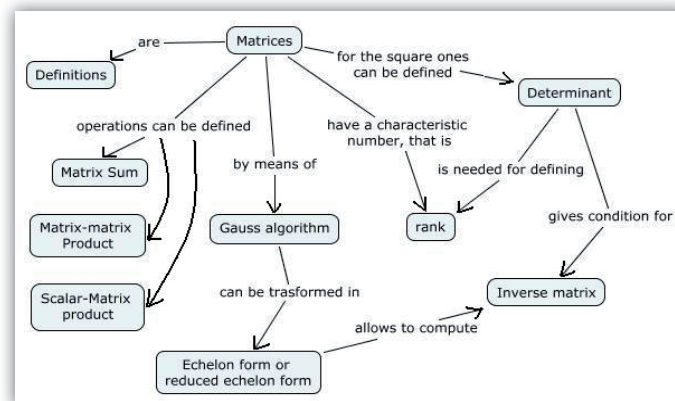 Matrices
are
for the square ones
can be defined
Definitions
Determinant
operations can be defined
have a characteristic
number, that is
by means of
Matrix Sum
is needed for defining
Matrix-matrix
Product
Gauss algorithm
rank
gives condition for
Scalar-Matrix
product
can be trasformed in
Inverse matrix
allows to compute
Echelon form or
reduced echelon form